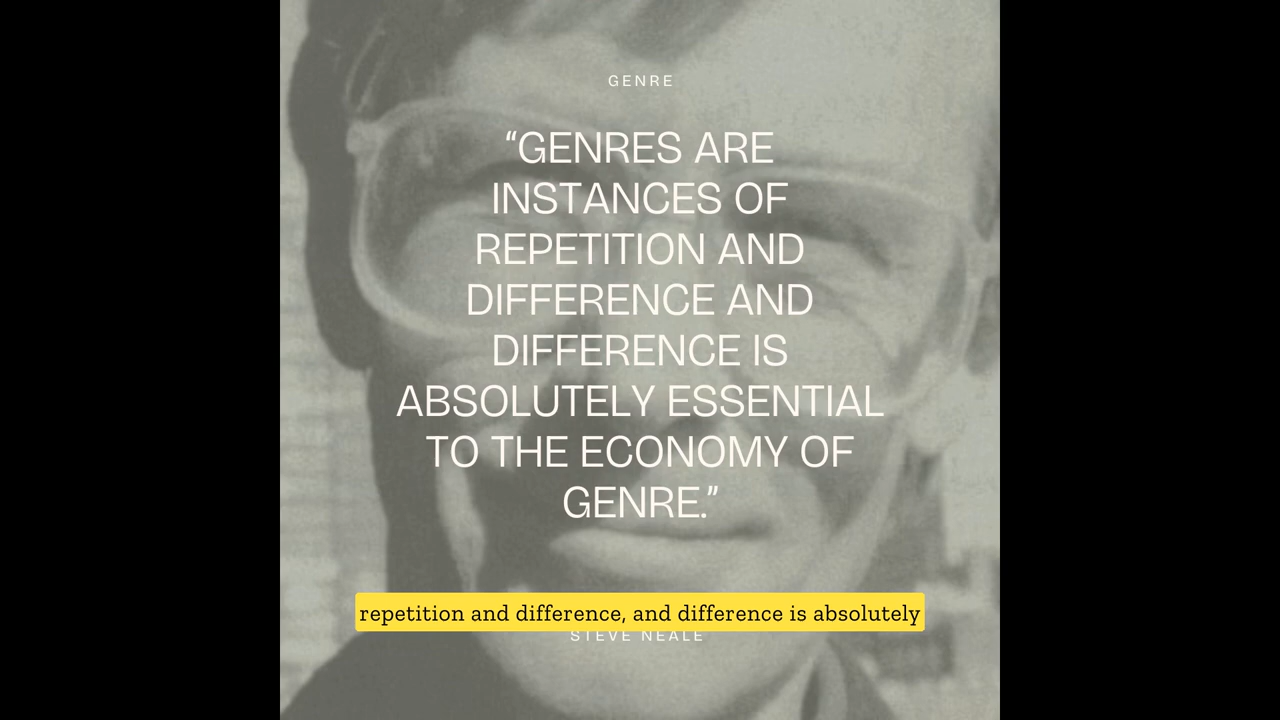 GENRE
“GENRES ARE
INSTANCES OF
REPETITION AND
DIFFERENCE AND
DIFFERENCE IS
ABSOLUTELY ESSENTIAL
TO THE ECONOMY OF
GENRE.”
repetition and difference, and difference is absolutely
STEVE NEALE